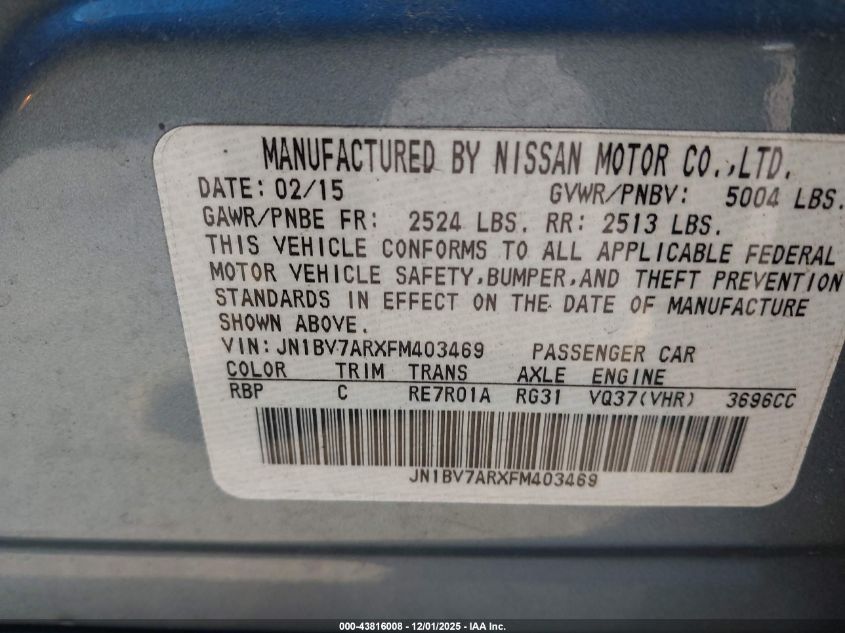 MANUFACTURED BY NISSAN MOTOR CO.,LTD.
DATE: 02/15 GVWR/PNBV: 5004 LBS.
GAWR/PNBE FR: 2524 LBS. RR: 2513 LBS.
THIS VEHICLE CONFORMS TO ALL APPLICABLE FEDERAL
MOTOR VEHICLE SAFETY,BUMPER,AND THEFT PREVENTION
STANDARDS IN EFFECT ON THE DATE OF MANUFACTURE
SHOWN ABOVE.
VIN: JN1BV7ARXFM403469 PASSENGER CAR
COLOR TRIM TRANS AXLE ENGINE
RBP C RE7R01A RG31 VQ37(VHR) 3696CC
JN1BV7ARXFM403469
000-43816008 - 12/01/2025 - IAA Inc.